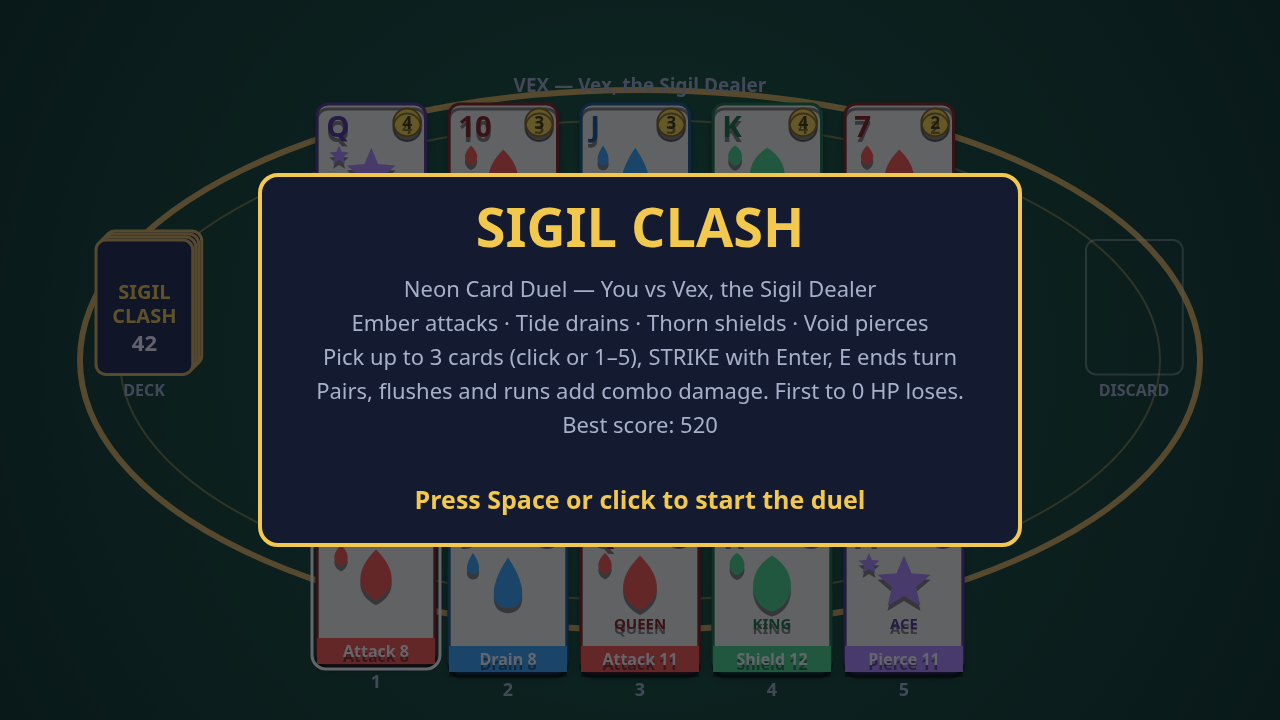 VEX — Vex, the Sigil Dealer
Q 4
10 3
J 3
K 4
7 2
SIGIL CLASH
Neon Card Duel — You vs Vex, the Sigil Dealer
Ember attacks · Tide drains · Thorn shields · Void pierces
Pick up to 3 cards (click or 1–5), STRIKE with Enter, E ends turn
Pairs, flushes and runs add combo damage. First to 0 HP loses.
Best score: 520
Press Space or click to start the duel
SIGIL
CLASH
42
DECK
DISCARD
QUEEN
KING
ACE
Attack 8
Drain 8
Attack 11
Shield 12
Pierce 11
1
2
3
4
5